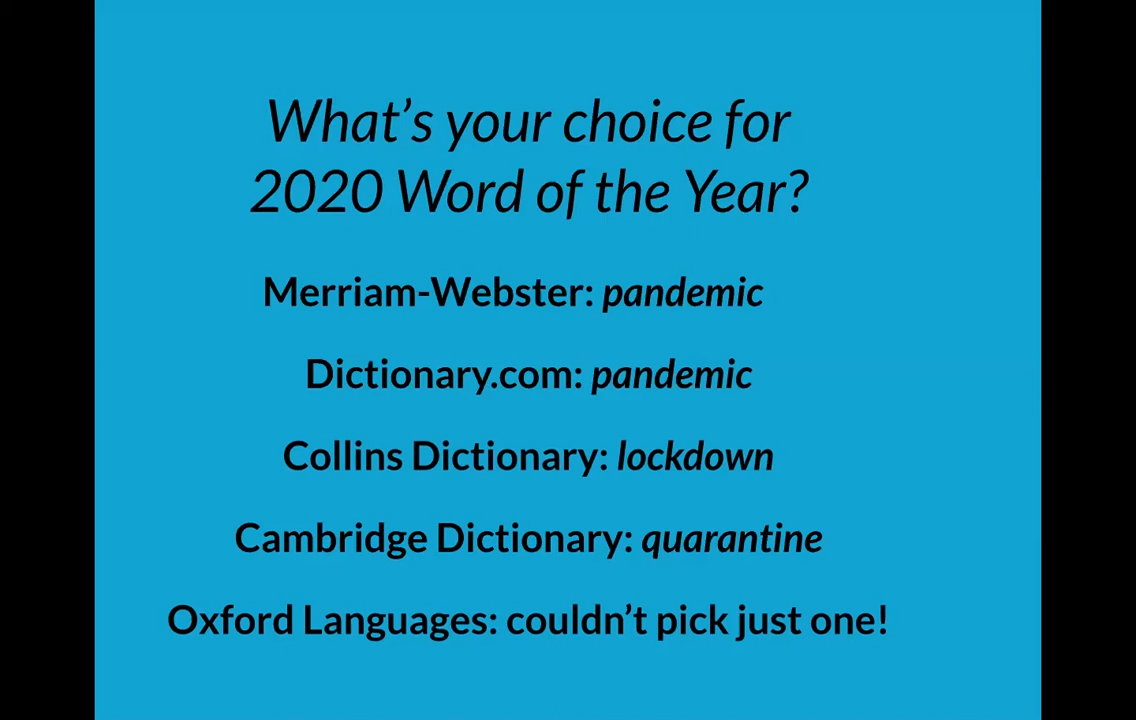 What’s your choice for
2020 Word of the Year?
Merriam-Webster: pandemic
Dictionary.com: pandemic
Collins Dictionary: lockdown
Cambridge Dictionary: quarantine
Oxford Languages: couldn’t pick just one!